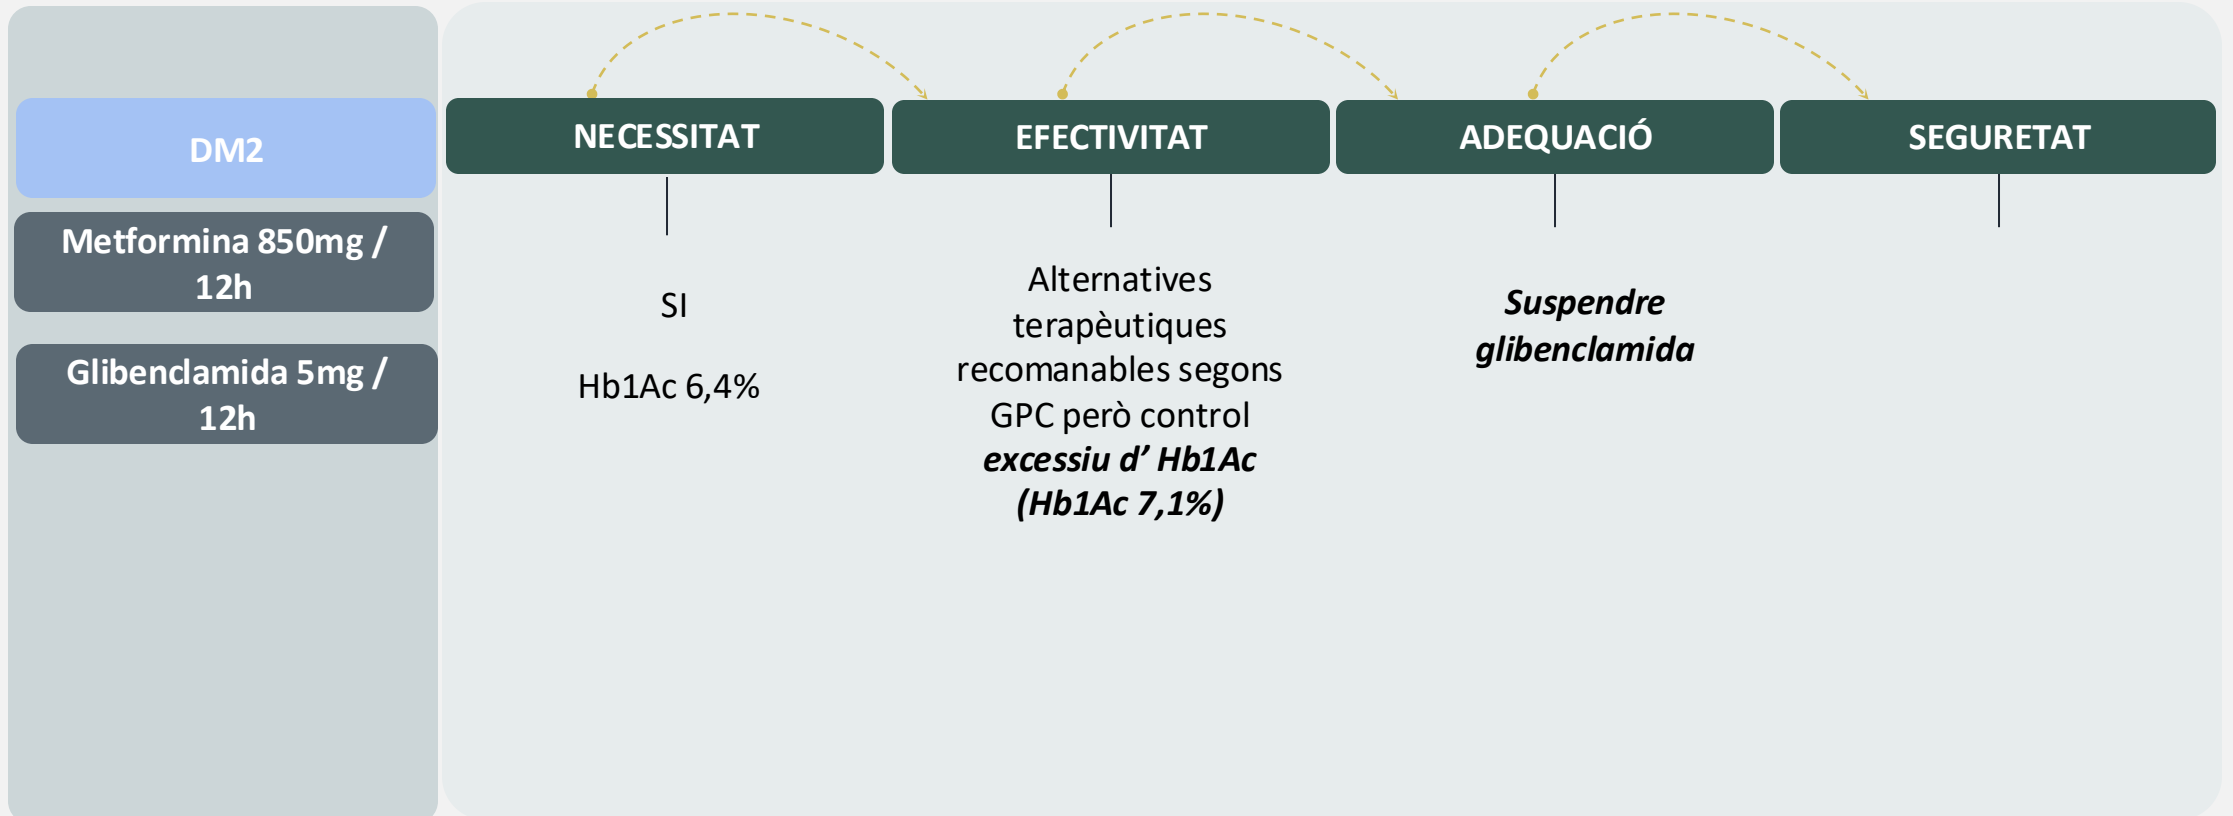 DM2
Metformina 850mg /
12h
Glibenclamida 5mg /
12h
NECESSITAT
SI
Hb1Ac 6,4%
EFECTIVITAT
Alternatives
terapèutiques
recomanables segons
GPC però control
excessiu d’ Hb1Ac
(Hb1Ac 7,1%)
ADEQUACIÓ
Suspendre
glibenclamida
SEGURETAT